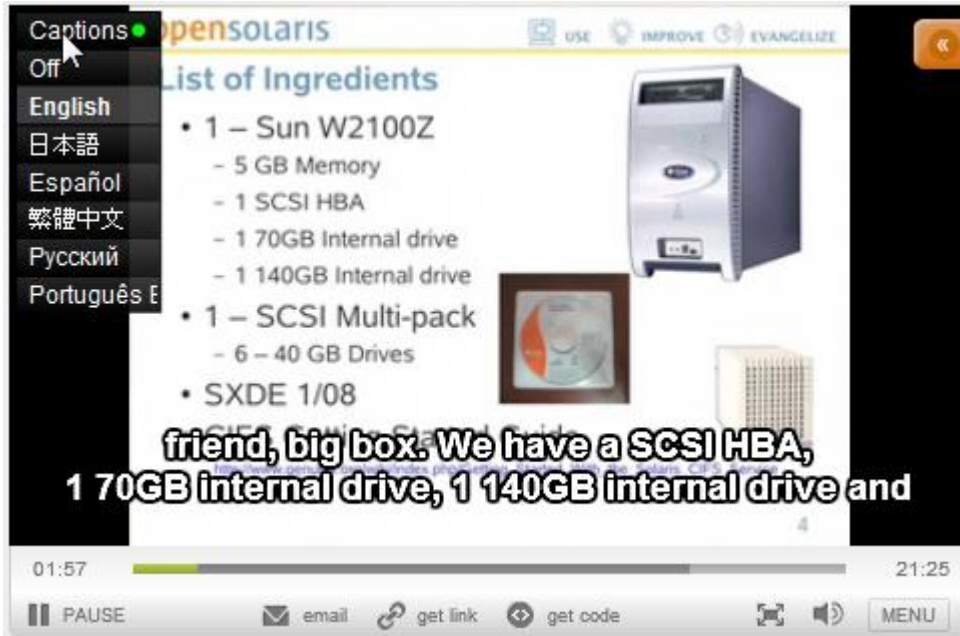 Captions
Off
English
日本語
Español
繁體中文
Русский
Português
opensolaris
USE IMPROVE EVANGELIZE
List of Ingredients
• 1 – Sun W2100Z
– 5 GB Memory
– 1 SCSI HBA
– 1 70GB Internal drive
– 1 140GB Internal drive
• 1 – SCSI Multi-pack
– 6 – 40 GB Drives
• SXDE 1/08
friend, big box. We have a SCSI HBA,
1 70GB internal drive, 1 140GB internal drive and
4
01:57 21:25
PAUSE email get link get code MENU